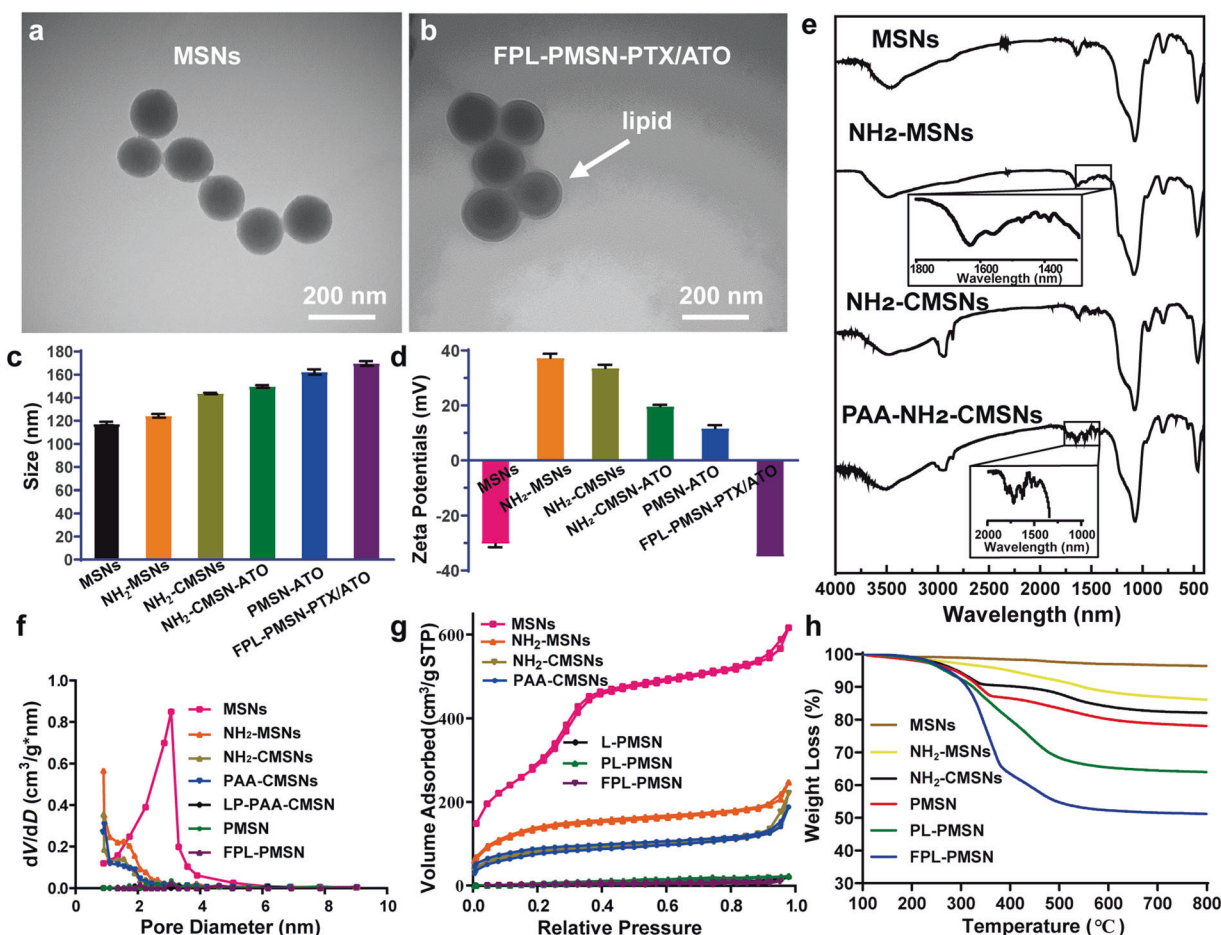 a
MSNs
200 nm
b
FPL-PMSN-PTX/ATO
lipid
200 nm
c
Size (nm)
180
160
140
120
100
80
60
40
20
0
MSNs
NH₂-MSNs
NH₂-CMSNs
NH₂-CMSN-ATO
PMSN-ATO
FPL-PMSN-PTX/ATO
d
Zeta Potentials (mV)
40
20
0
-20
-40
MSNs
NH₂-MSNs
NH₂-CMSNs
NH₂-CMSN-ATO
PMSN-ATO
FPL-PMSN-PTX/ATO
e
MSNs
NH2-MSNs
1800 1600 1400
Wavelength (nm)
NH2-CMSNs
PAA-NH2-CMSNs
2000 1500 1000
Wavelength (nm)
4000 3500 3000 2500 2000 1500 1000 500
Wavelength (nm)
f
dV/dD (cm³/g*nm)
1.0
0.8
0.6
0.4
0.2
0.0
MSNs
NH₂-MSNs
NH₂-CMSNs
PAA-CMSNs
LP-PAA-CMSN
PMSN
FPL-PMSN
0 2 4 6 8 10
Pore Diameter (nm)
g
Volume Adsorbed (cm³/g STP)
600
400
200
0
MSNs
NH₂-MSNs
NH₂-CMSNs
PAA-CMSNs
L-PMSN
PL-PMSN
FPL-PMSN
0.0 0.2 0.4 0.6 0.8 1.0
Relative Pressure
h
Weight Loss (%)
100
90
80
70
60
50
40
30
MSNs
NH₂-MSNs
NH₂-CMSNs
PMSN
PL-PMSN
FPL-PMSN
100 200 300 400 500 600 700 800
Temperature (℃)